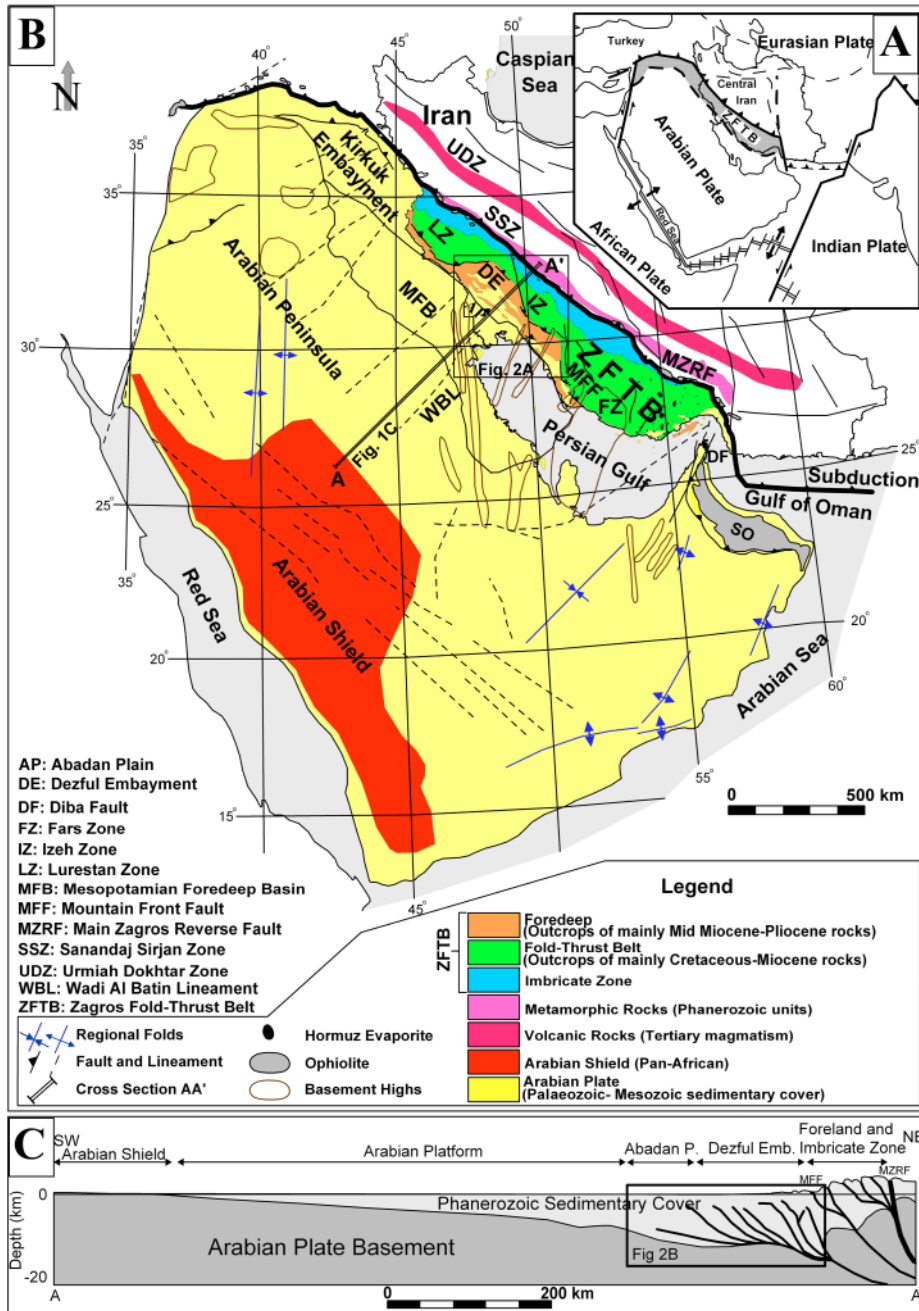 B
N
A
Turkey
Eurasian Plate
Central
Iran
ZFTB
Arabian Plate
Red Sea
African Plate
Indian Plate
40°
45°
50°
35°
35°
30°
25°
20°
15°
35°
45
55°
60°
20°
25°
Caspian
Sea
Iran
UDZ
Kirkuk
Embayment
SSZ
LZ
A'
DE
IZ
Arabian Peninsula
MFB
Fig. 2A
ZFTB
MZRF
MFF
FZ
WBL
Fig. 1C
A
Persian Gulf
DF
Subduction
Gulf of Oman
SO
Arabian Shield
Red Sea
Arabian Sea
0 500 km
AP: Abadan Plain
DE: Dezful Embayment
DF: Diba Fault
FZ: Fars Zone
IZ: Izeh Zone
LZ: Lurestan Zone
MFB: Mesopotamian Foredeep Basin
MFF: Mountain Front Fault
MZRF: Main Zagros Reverse Fault
SSZ: Sanandaj Sirjan Zone
UDZ: Urmiah Dokhtar Zone
WBL: Wadi Al Batin Lineament
ZFTB: Zagros Fold-Thrust Belt
Regional Folds
Fault and Lineament
Cross Section AA'
Hormuz Evaporite
Ophiolite
Basement Highs
Legend
ZFTB
Foredeep
(Outcrops of mainly Mid Miocene-Pliocene rocks)
Fold-Thrust Belt
(Outcrops of mainly Cretaceous-Miocene rocks)
Imbricate Zone
Metamorphic Rocks (Phanerozoic units)
Volcanic Rocks (Tertiary magmatism)
Arabian Shield (Pan-African)
Arabian Plate
(Palaeozoic- Mesozoic sedimentary cover)
C
SW
Arabian Shield
Arabian Platform
Abadan P.
Dezful Emb.
Foreland and
Imbricate Zone
NE
MFF
MZRF
Depth (km)
0
-20
Phanerozoic Sedimentary Cover
Arabian Plate Basement
Fig 2B
A
0 200 km